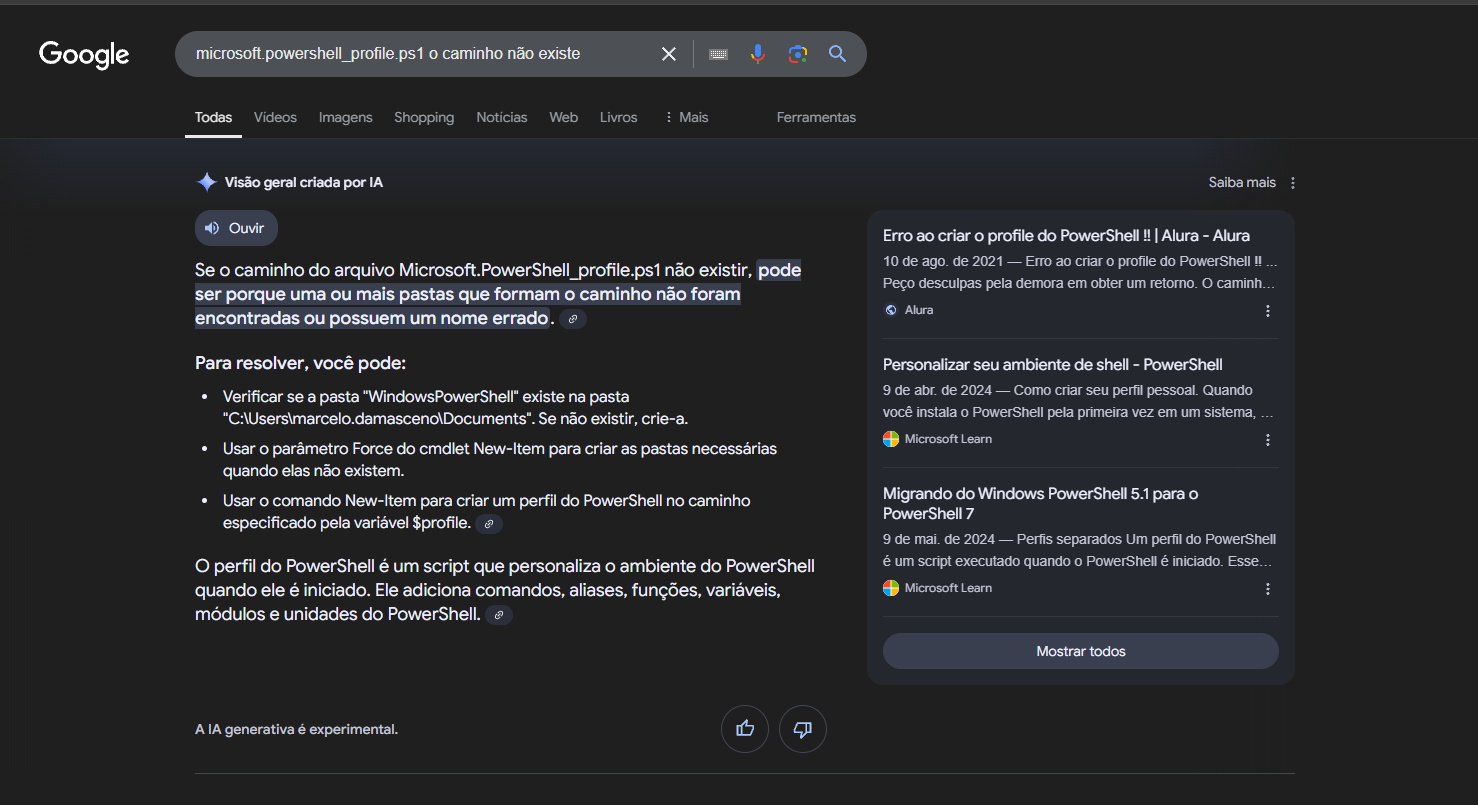 Google
microsoft.powershell_profile.ps1 o caminho não existe
Todas Vídeos Imagens Shopping Notícias Web Livros Mais Ferramentas
Visão geral criada por IA
Saiba mais
Ouvir
Se o caminho do arquivo Microsoft.PowerShell_profile.ps1 não existir, pode
ser porque uma ou mais pastas que formam o caminho não foram
encontradas ou possuem um nome errado.
Para resolver, você pode:
• Verificar se a pasta "WindowsPowerShell" existe na pasta
"C:\Users\marcelo.damasceno\Documents". Se não existir, crie-a.
• Usar o parâmetro Force do cmdlet New-Item para criar as pastas necessárias
quando elas não existem.
• Usar o comando New-Item para criar um perfil do PowerShell no caminho
especificado pela variável $profile.
O perfil do PowerShell é um script que personaliza o ambiente do PowerShell
quando ele é iniciado. Ele adiciona comandos, aliases, funções, variáveis,
módulos e unidades do PowerShell.
Erro ao criar o profile do PowerShell !! | Alura - Alura
10 de ago. de 2021 — Erro ao criar o profile do PowerShell !! ...
Peço desculpas pela demora em obter um retorno. O caminh...
Alura
Personalizar seu ambiente de shell - PowerShell
9 de abr. de 2024 — Como criar seu perfil pessoal. Quando
você instala o PowerShell pela primeira vez em um sistema, ...
Microsoft Learn
Migrando do Windows PowerShell 5.1 para o
PowerShell 7
9 de mai. de 2024 — Perfis separados Um perfil do PowerShell
é um script executado quando o PowerShell é iniciado. Esse...
Microsoft Learn
Mostrar todos
A IA generativa é experimental.